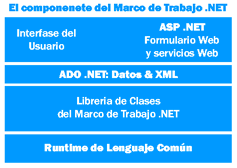 El componenete del Marco de Trabajo .NET
Interfase del
Usuario
ASP .NET
Formulario Web
y servicios Web
ADO .NET: Datos & XML
Libreria de Clases
del Marco de Trabajo .NET
Runtime de Lenguaje Común